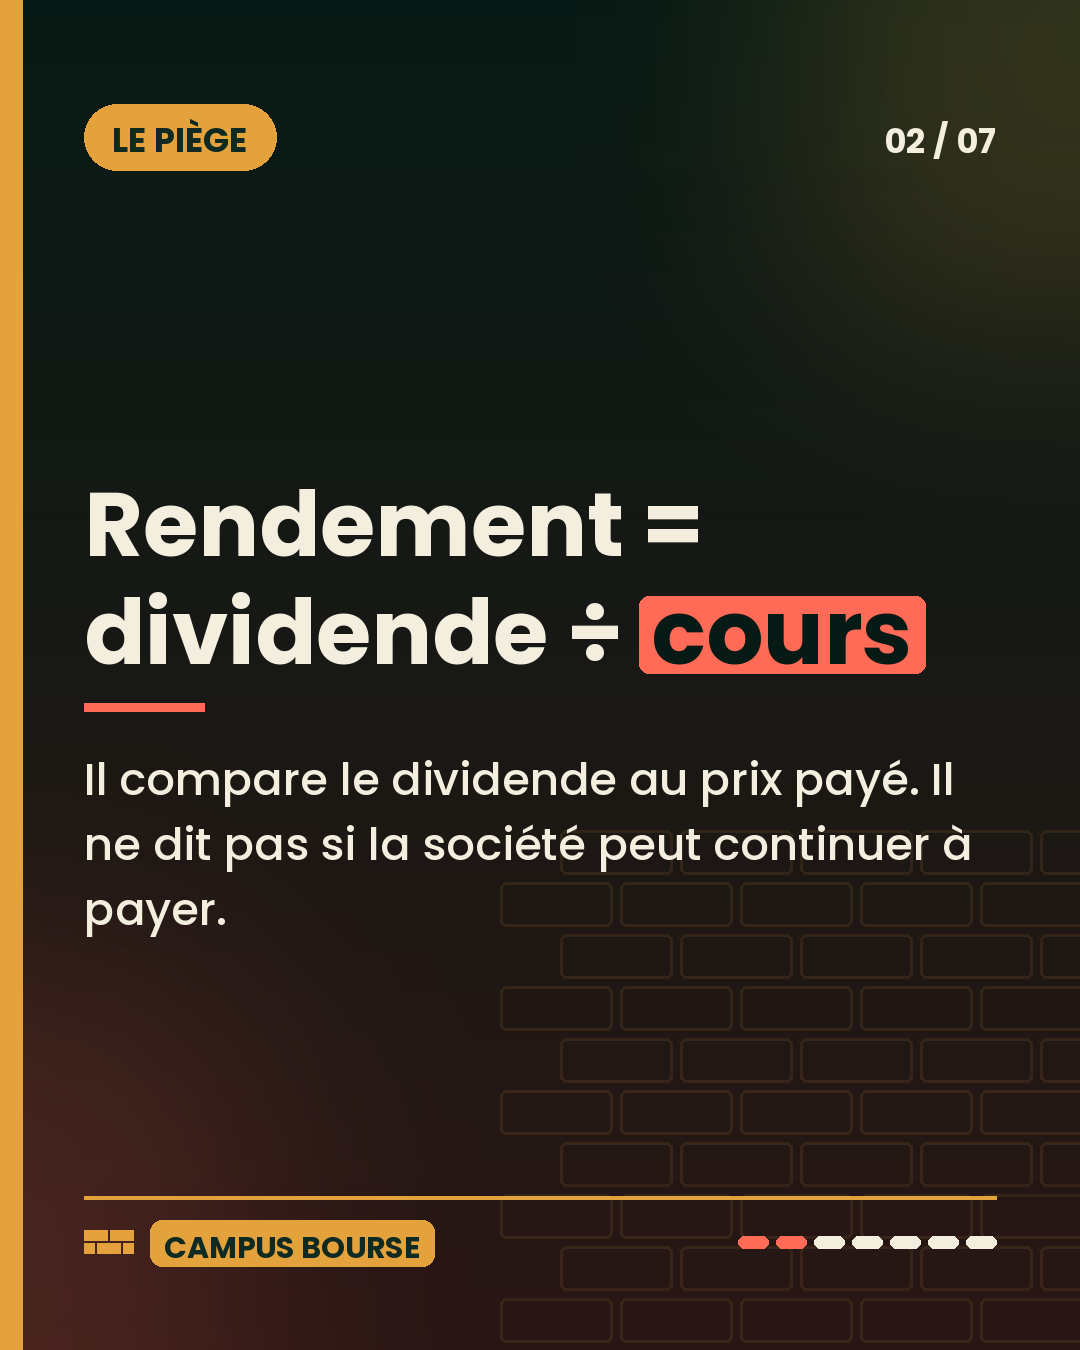 LE PIÈGE
02 / 07
Rendement =
dividende ÷ cours
Il compare le dividende au prix payé. Il
ne dit pas si la société peut continuer à
payer.
CAMPUS BOURSE